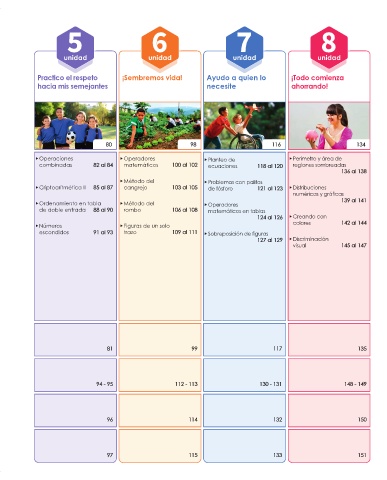 5
unidad
Practico el respeto
hacia mis semejantes
80
▸Operaciones
combinadas 82 al 84
▸Criptoaritmética II 85 al 87
▸Ordenamiento en tabla
de doble entrada 88 al 90
▸Números
escondidos 91 al 93
81
94 - 95
96
97
6
unidad
¡Sembremos vida!
98
▸Operadores
matemáticos 100 al 102
▸Método del
cangrejo 103 al 105
▸Método del
rombo 106 al 108
▸Figuras de un solo
trazo 109 al 111
99
112 - 113
114
115
7
unidad
Ayudo a quien lo
necesite
116
▸Planteo de
ecuaciones 118 al 120
▸Problemas con palitos
de fósforo 121 al 123
▸Operadores
matemáticos en tablas
124 al 126
▸Superposición de figuras
127 al 129
117
130 - 131
132
133
8
unidad
¡Todo comienza
ahorrando!
134
▸Perímetro y área de
regiones sombreadas
136 al 138
▸Distribuciones
numéricas y gráficas
139 al 141
▸Creando con
colores 142 al 144
▸Discriminación
visual 145 al 147
135
148 - 149
150
151